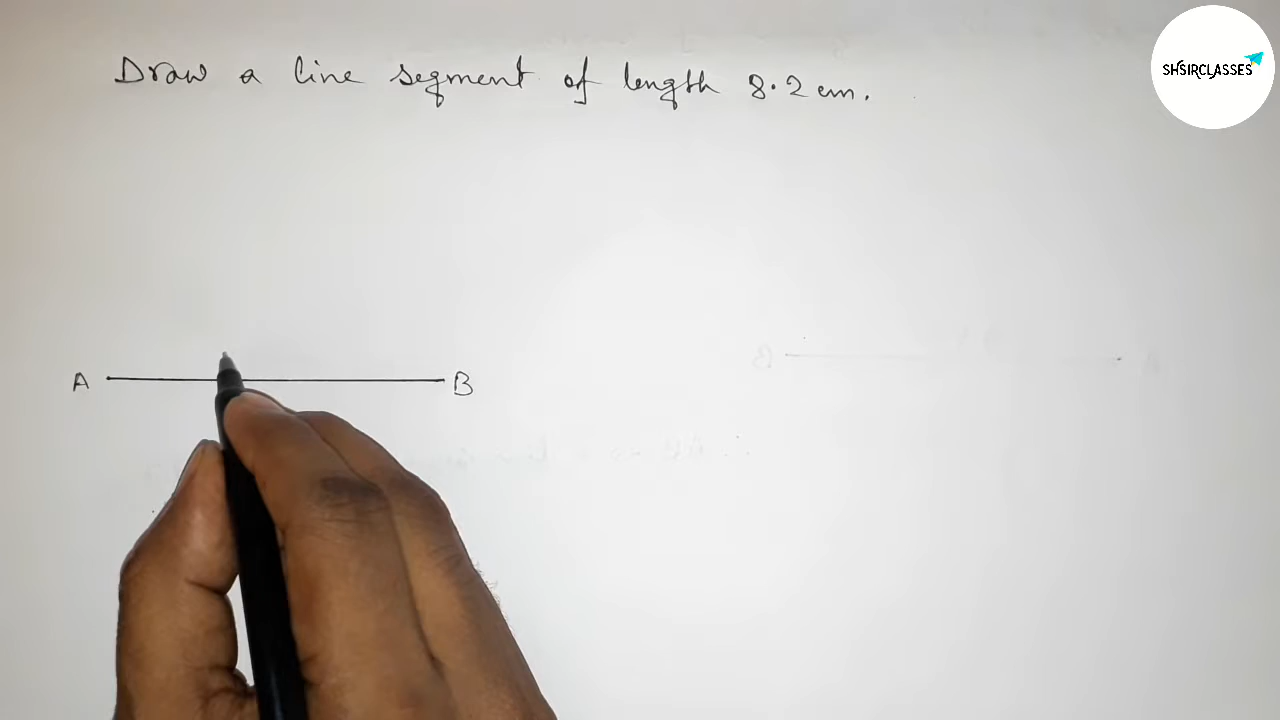 Draw a line segment of length 8.2 cm.
SHSIRCLASSES
A B